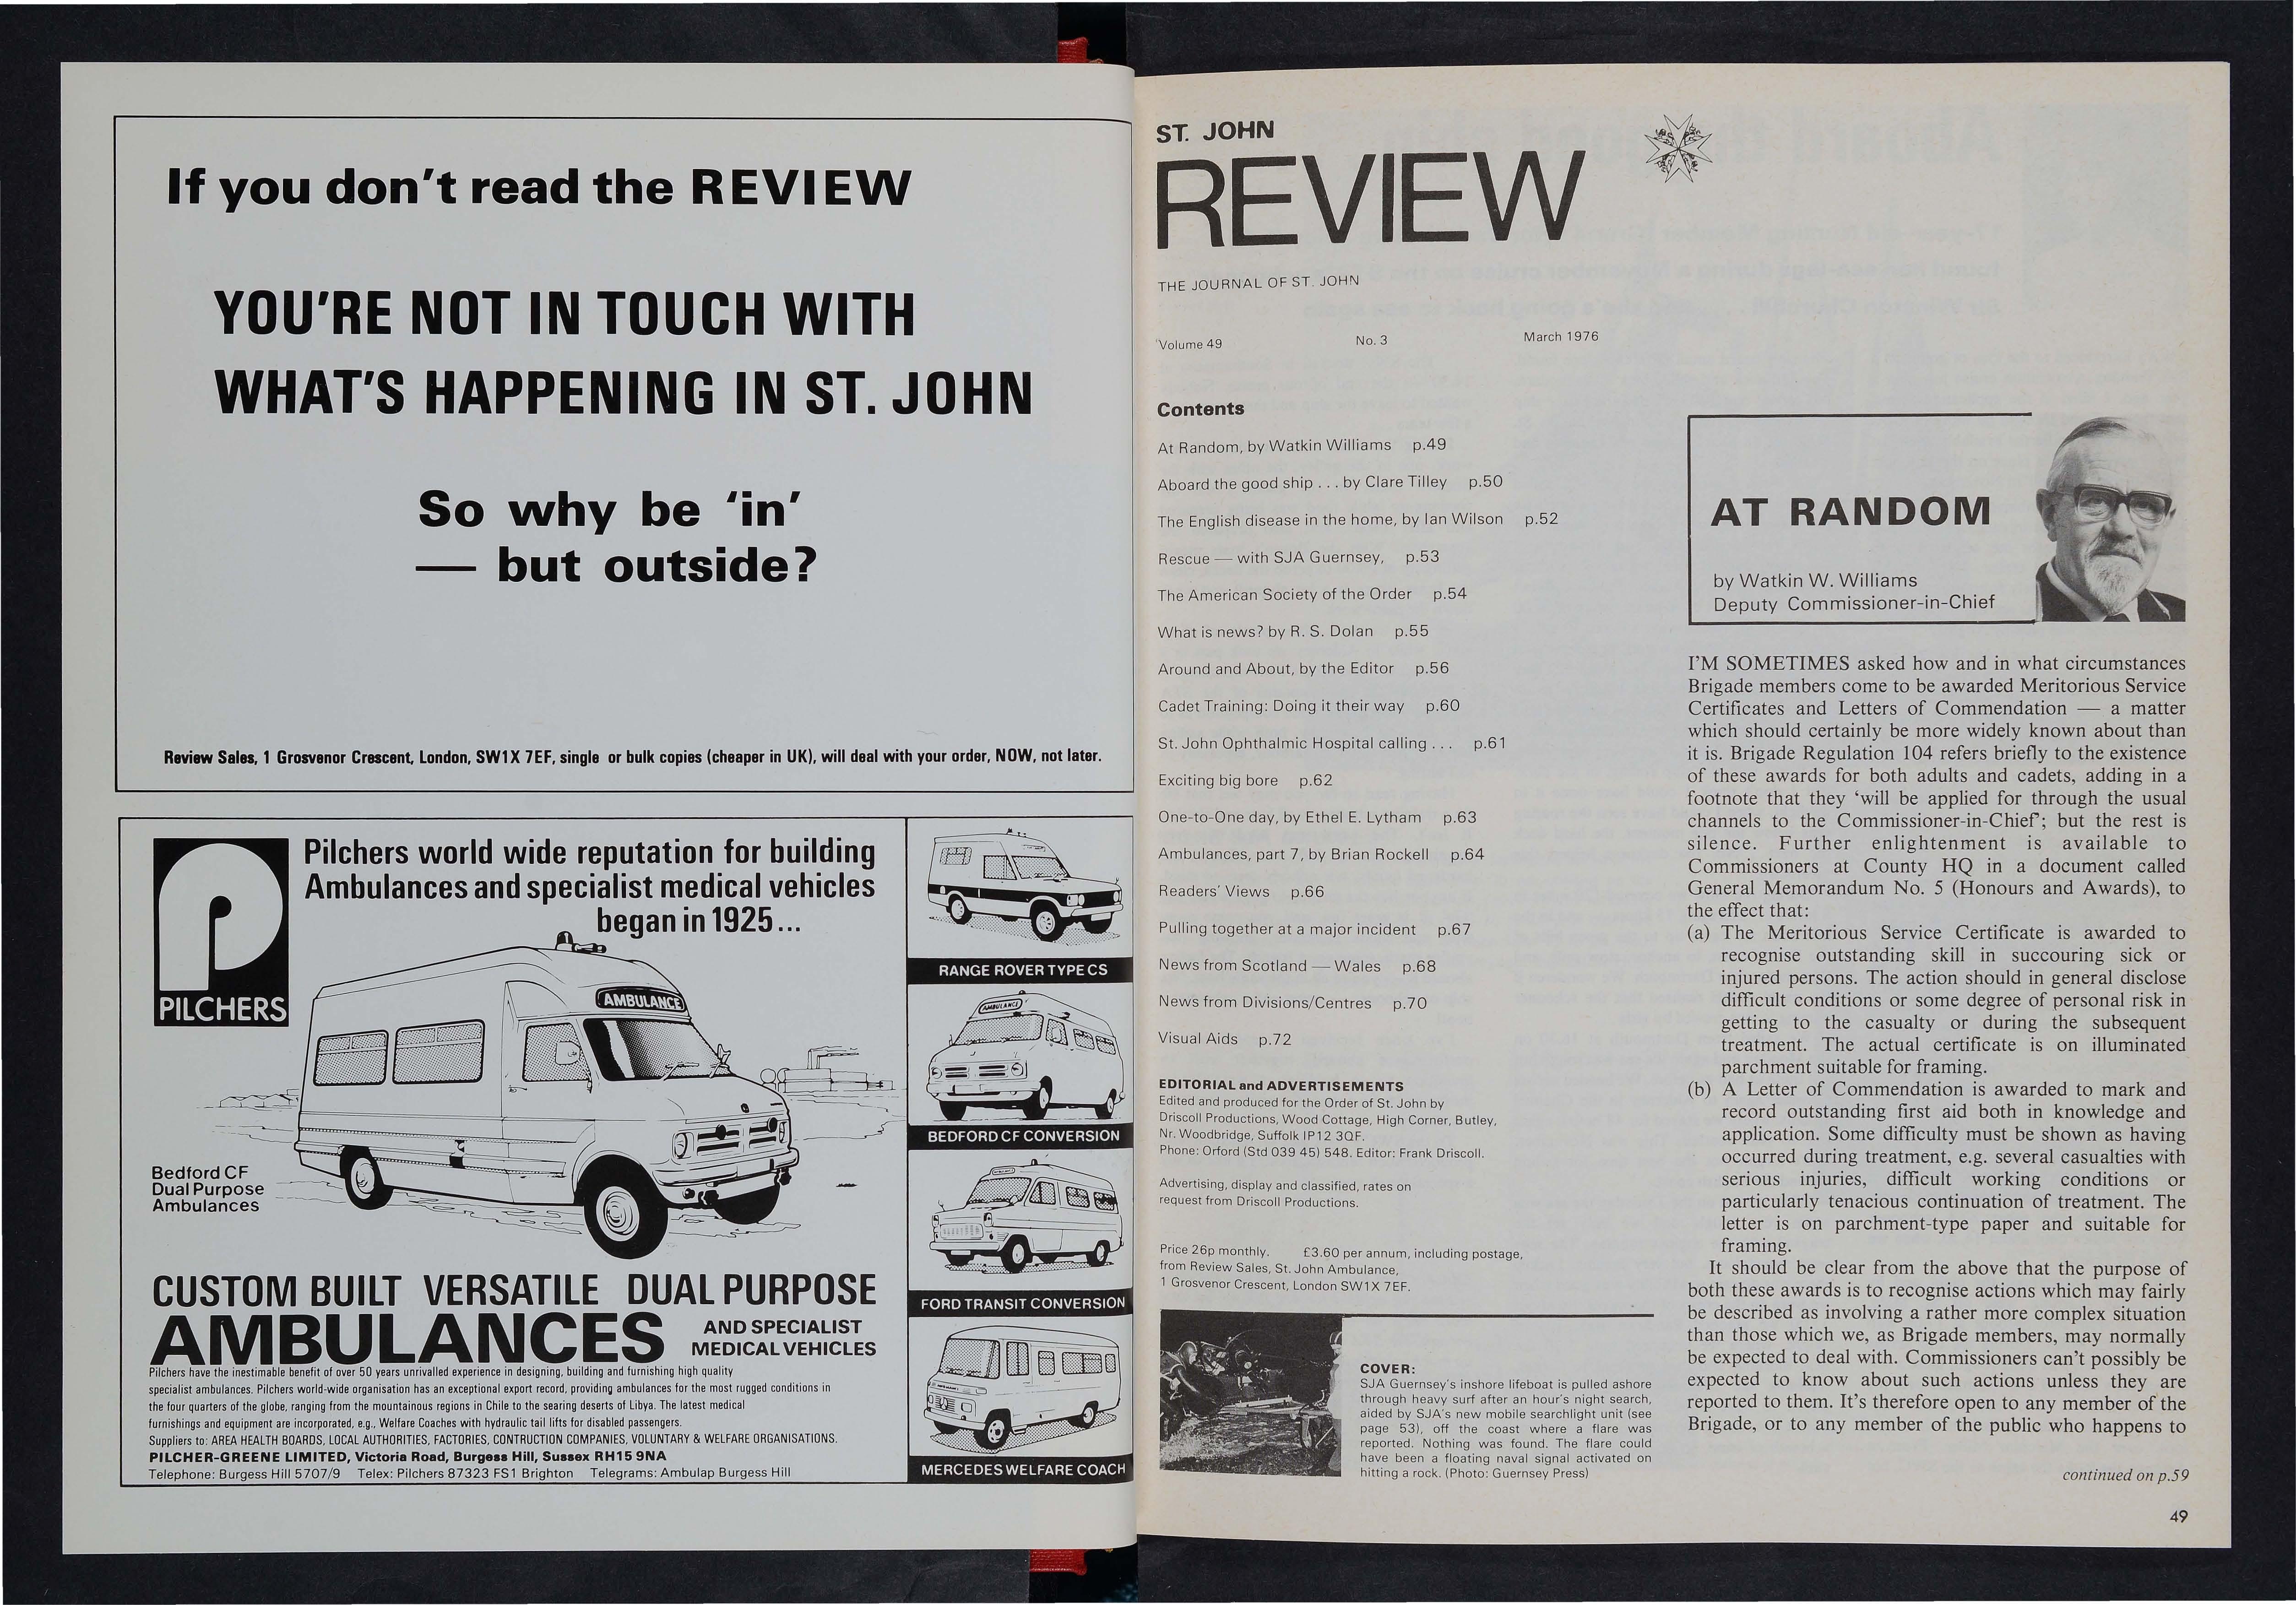 If you don't read the REVIEW
YOU'RE NOT IN TOUCH WITH
WHAT'S HAPPENING IN ST. JOHN
So why be 'in'
— but outside?
Review Sales, 1 Grosvenor Crescent, London, SW1X 7EF, single or bulk copies (cheaper in UK), will deal with your order, NOW, not later.
PILCHERS
Pilchers world wide reputation for building
Ambulances and specialist medical vehicles
began in 1925...
AMBULANCE
Bedford CF
Dual Purpose
Ambulances
RANGE ROVER TYPE CS
AMBULANCE
BEDFORD CF CONVERSION
FORD TRANSIT CONVERSION
MERCEDES WELFARE COACH
CUSTOM BUILT VERSATILE DUAL PURPOSE
AMBULANCES AND SPECIALIST
MEDICAL VEHICLES
Pilchers have the inestimable benefit of over 50 years unrivalled experience in designing, building and furnishing high quality
specialist ambulances. Pilchers world-wide organisation has an exceptional export record, providing ambulances for the most rugged conditions in
the four quarters of the globe, ranging from the mountainous regions in Chile to the searing deserts of Libya. The latest medical
furnishings and equipment are incorporated, e.g., Welfare Coaches with hydraulic tail lifts for disabled passengers.
Suppliers to: AREA HEALTH BOARDS, LOCAL AUTHORITIES, FACTORIES, CONTRUCTION COMPANIES, VOLUNTARY & WELFARE ORGANISATIONS.
PILCHER-GREENE LIMITED, Victoria Road, Burgess Hill, Sussex RH15 9NA
Telephone: Burgess Hill 5707/9 Telex: Pilchers 87323 FS1 Brighton Telegrams: Ambulap Burgess Hill
ST. JOHN
REVIEW
THE JOURNAL OF ST. JOHN
Volume 49 No. 3 March 1976
Contents
At Random, by Watkin Williams p.49
Aboard the good ship . . . by Clare Tilley p.50
The English disease in the home, by Ian Wilson p.52
Rescue — with SJA Guernsey, p.53
The American Society of the Order p.54
What is news? by R. S. Dolan p.55
Around and About, by the Editor p.56
Cadet Training: Doing it their way p.60
St. John Ophthalmic Hospital calling . . . p.61
Exciting big bore p.62
One-to-One day, by Ethel E. Lytham p.63
Ambulances, part 7, by Brian Rockell p.64
Readers' Views p.66
Pulling together at a major incident p.67
News from Scotland — Wales p.68
News from Divisions/Centres p.70
Visual Aids p.72
EDITORIAL and ADVERTISEMENTS
Edited and produced for the Order of St. John by
Driscoll Productions, Wood Cottage, High Corner, Butley,
Nr. Woodbridge, Suffolk IP12 3QF.
Phone: Orford (Std 039 45) 548. Editor: Frank Driscoll.
Advertising, display and classified, rates on
request from Driscoll Productions.
Price 26p monthly. £3.60 per annum, including postage,
from Review Sales, St. John Ambulance,
1 Grosvenor Crescent, London SW1X 7EF.
COVER:
SJA Guernsey's inshore lifeboat is pulled ashore
through heavy surf after an hour's night search,
aided by SJA's new mobile searchlight unit (see
page 53), off the coast where a flare was
reported. Nothing was found. The flare could
have been a floating naval signal activated on
hitting a rock. (Photo: Guernsey Press)
AT RANDOM
by Watkin W. Williams
Deputy Commissioner-in-Chief
I'M SOMETIMES asked how and in what circumstances
Brigade members come to be awarded Meritorious Service
Certificates and Letters of Commendation — a matter
which should certainly be more widely known about than
it is. Brigade Regulation 104 refers briefly to the existence
of these awards for both adults and cadets, adding in a
footnote that they 'will be applied for through the usual
channels to the Commissioner-in-Chief'; but the rest is
silence. Further enlightenment is available to
Commissioners at County HQ in a document called
General Memorandum No. 5 (Honours and Awards), to
the effect that:
(a) The Meritorious Service Certificate is awarded to
recognise outstanding skill in succouring sick or
injured persons. The action should in general disclose
difficult conditions or some degree of personal risk in
getting to the casualty or during the subsequent
treatment. The actual certificate is on illuminated
parchment suitable for framing.
(b) A Letter of Commendation is awarded to mark and
record outstanding first aid both in knowledge and
application. Some difficulty must be shown as having
occurred during treatment, e.g. several casualties with
serious injuries, difficult working conditions or
particularly tenacious continuation of treatment. The
letter is on parchment-type paper and suitable for
framing.
It should be clear from the above that the purpose of
both these awards is to recognise actions which may fairly
be described as involving a rather more complex situation
than those which we, as Brigade members, may normally
be expected to deal with. Commissioners can't possibly be
expected to know about such actions unless they are
reported to them. It's therefore open to any member of the
Brigade, or to any member of the public who happens to
continued on p.59
49